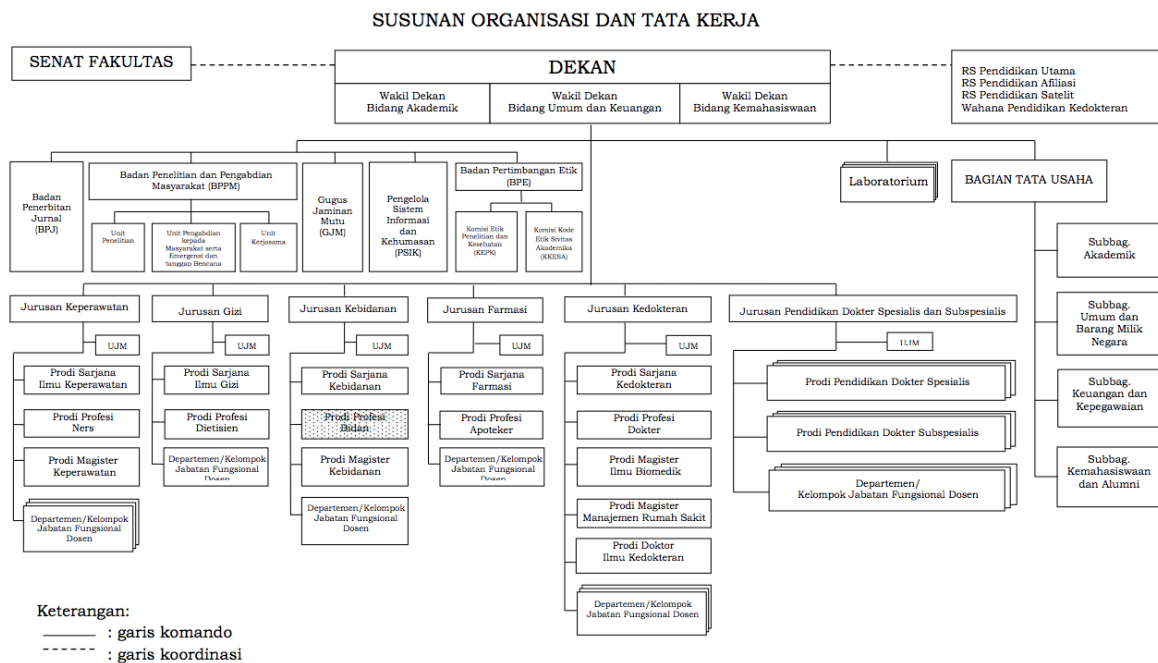 SUSUNAN ORGANISASI DAN TATA KERJA
SENAT FAKULTAS
DEKAN
Wakil Dekan
Bidang Akademik
Wakil Dekan
Bidang Umum dan Keuangan
Wakil Dekan
Bidang Kemahasiswaan
RS Pendidikan Utama
RS Pendidikan Afiliasi
RS Pendidikan Satelit
Wahana Pendidikan Kedokteran
Badan
Penerbitan
Jurnal
(BPJ)
Badan Penelitian dan Pengabdian
Masyarakat (BPPM)
Unit
Penelitian
Unit Pengabdian
kepada
Masyarakat serta
Emergensi dan
tanggap Bencana
Unit
Kerjasama
Gugus
Jaminan
Mutu
(GJM)
Pengelola
Sistem
Informasi
dan
Kehumasan
(PSIK)
Badan Pertimbangan Etik
(BPE)
Komisi Etik
Penelitian dan
Kesehatan
(KEPK)
Komisi Kode
Etik Sivitas
Akademika
(KKESA)
Laboratorium
BAGIAN TATA USAHA
Subbag.
Akademik
Subbag.
Umum dan
Barang Milik
Negara
Subbag.
Keuangan dan
Kepegawaian
Subbag.
Kemahasiswaan
dan Alumni
Jurusan Keperawatan
UJM
Prodi Sarjana
Ilmu Keperawatan
Prodi Profesi
Ners
Prodi Magister
Keperawatan
Departemen/Kelompok
Jabatan Fungsional
Dosen
Jurusan Gizi
UJM
Prodi Sarjana
Ilmu Gizi
Prodi Profesi
Dietisien
Departemen/Kelompok
Jabatan Fungsional
Dosen
Jurusan Kebidanan
UJM
Prodi Sarjana
Kebidanan
Prodi Profesi
Bidan
Prodi Magister
Kebidanan
Departemen/Kelompok
Jabatan Fungsional
Dosen
Jurusan Farmasi
UJM
Prodi Sarjana
Farmasi
Prodi Profesi
Apoteker
Departemen/Kelompok
Jabatan Fungsional
Dosen
Jurusan Kedokteran
UJM
Prodi Sarjana
Kedokteran
Prodi Profesi
Dokter
Prodi Magister
Ilmu Biomedik
Prodi Magister
Manajemen Rumah Sakit
Prodi Doktor
Ilmu Kedokteran
Departemen/Kelompok
Jabatan Fungsional
Dosen
Jurusan Pendidikan Dokter Spesialis dan Subspesialis
UJM
Prodi Pendidikan Dokter Spesialis
Prodi Pendidikan Dokter Subspesialis
Departemen/
Kelompok Jabatan Fungsional Dosen
Keterangan:
: garis komando
: garis koordinasi